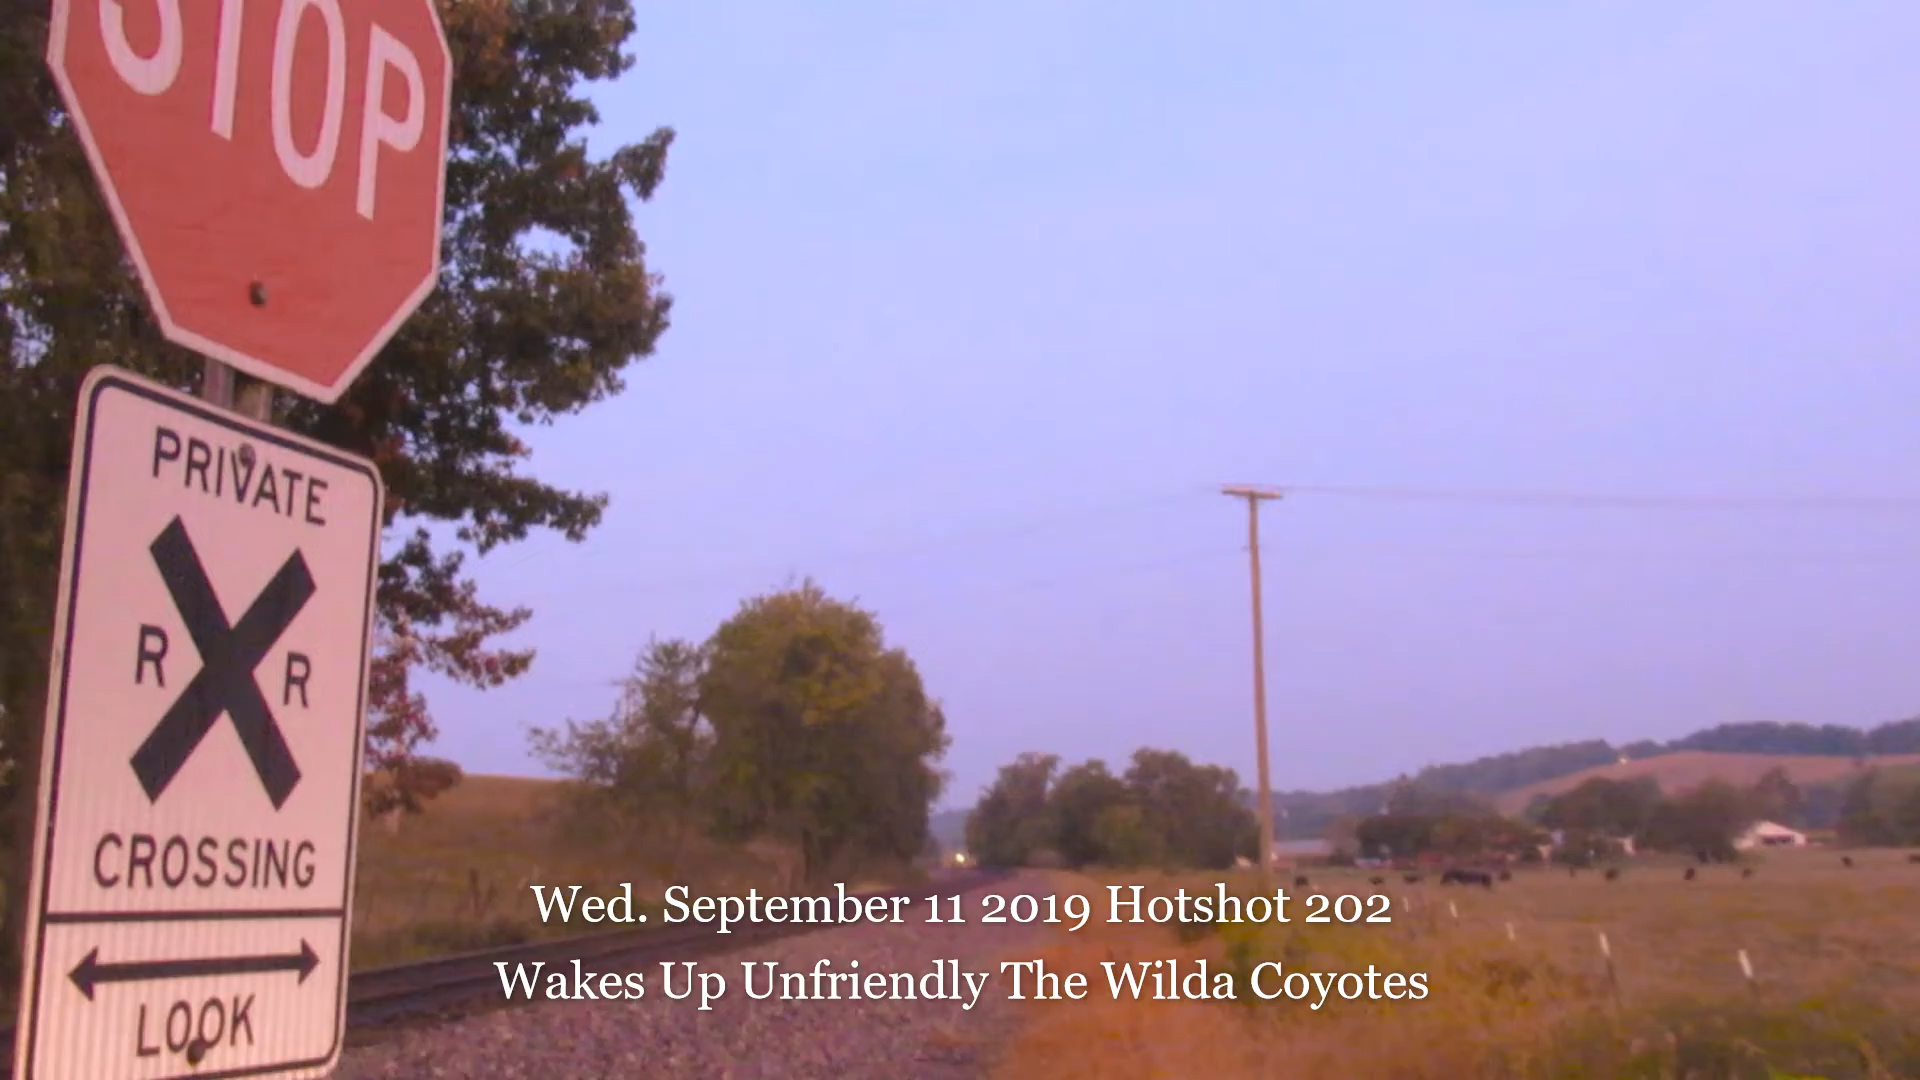 STOP
PRIVATE
R R
CROSSING
LOOK
Wed. September 11 2019 Hotshot 202
Wakes Up Unfriendly The Wilda Coyotes